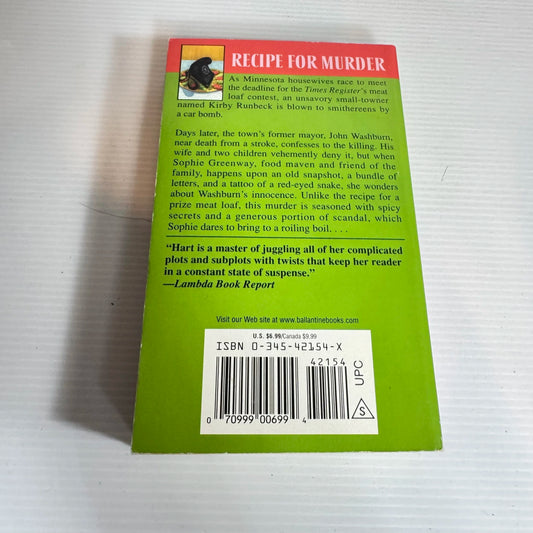 RECIPE FOR MURDER
As Minnesota housewives race to meet
the deadline for the Times Register's meat
loaf contest, an unsavory small-towner
named Kirby Runbeck is blown to smithereens by
a car bomb.
Days later, the town's former mayor, John Washburn,
near death from a stroke, confesses to the killing. His
wife and two children vehemently deny it, but when
Sophie Greenway, food maven and friend of the
family, happens upon an old snapshot, a bundle of
letters, and a tattoo of a red-eyed snake, she wonders
about Washburn's innocence. Unlike the recipe for a
prize meat loaf, this murder is seasoned with spicy
secrets and a generous portion of scandal, which
Sophie dares to bring to a roiling boil. . . .
"Hart is a master of juggling all of her complicated
plots and subplots with twists that keep her reader
in a constant state of suspense."
—Lambda Book Report
Visit our Web site at www.ballantinebooks.com
U.S. $6.99/Canada $9.99
ISBN 0-345-42154-X
42154
UPC
S
0 70999 00699 4